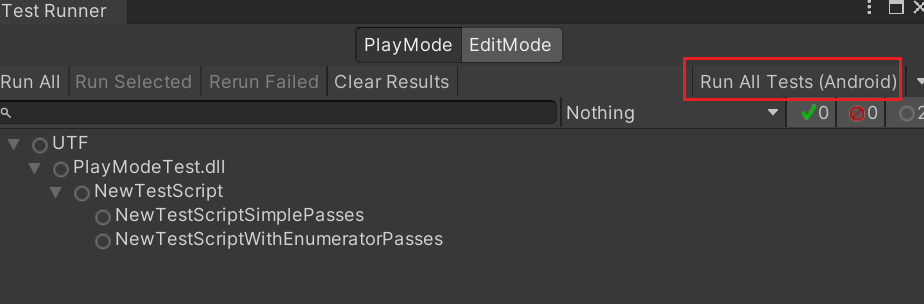 Test Runner
PlayMode EditMode
Run All Run Selected Rerun Failed Clear Results Run All Tests (Android)
Nothing 0 0 2
UTF
PlayModeTest.dll
NewTestScript
NewTestScriptSimplePasses
NewTestScriptWithEnumeratorPasses